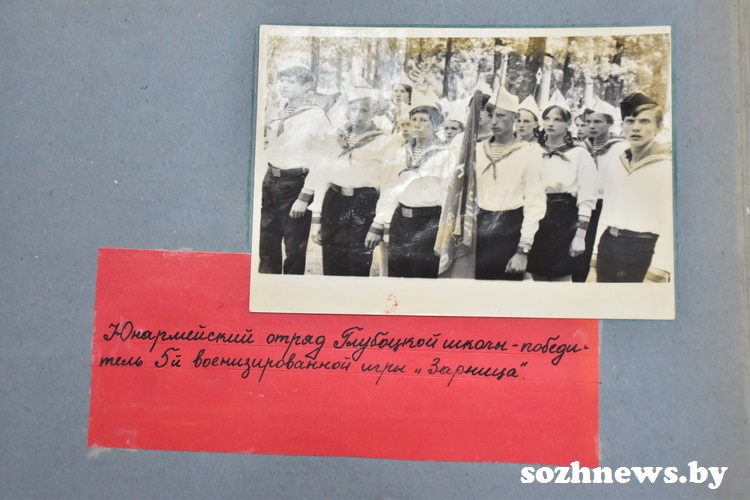 Юнармейский отряд Глубоцкой школы - победи-
тель 5й военизированной игры „Зарница".
sozhnews.by